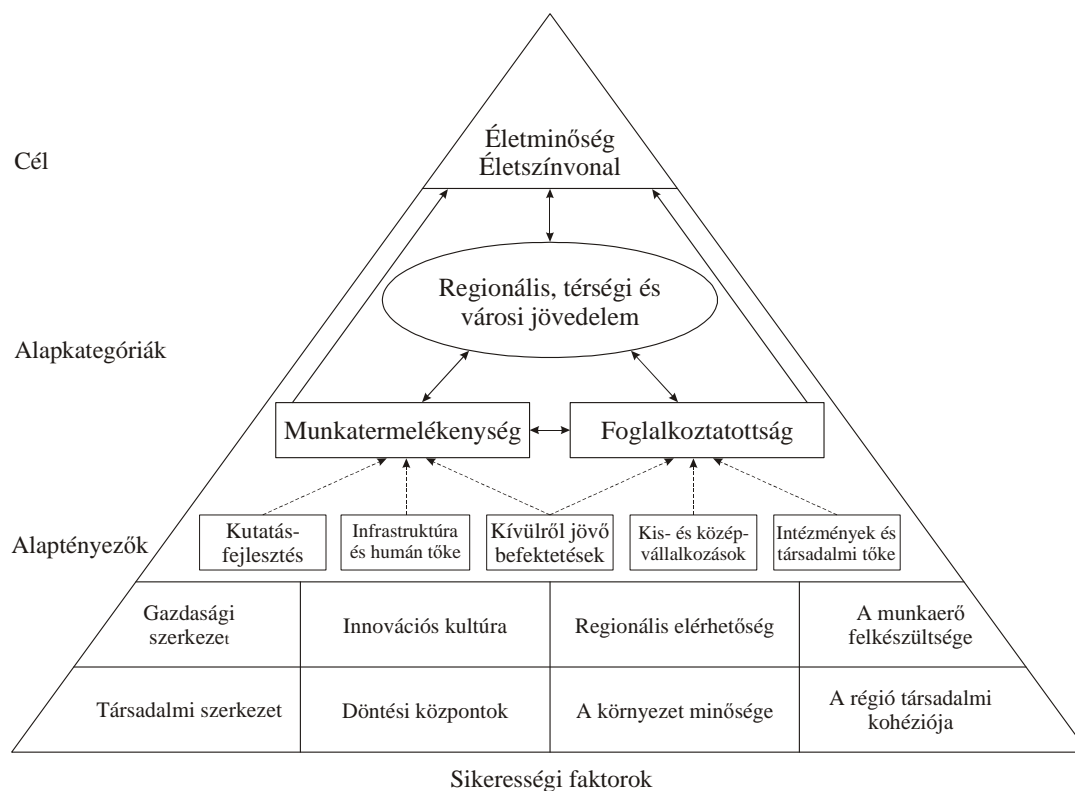 Életminőség
Életszínvonal
Cél
Regionális, térségi és
városi jövedelem
Alapkategóriák
Munkatermelékenység
Foglalkoztatottság
Alaptényezők
Kutatás-
fejlesztés
Infrastruktúra
és humán tőke
Kívülről jövő
befektetések
Kis- és közép-
vállalkozások
Intézmények és
társadalmi tőke
Gazdasági
szerkezet
Innovációs kultúra
Regionális elérhetőség
A munkaerő
felkészültsége
Társadalmi szerkezet
Döntési központok
A környezet minősége
A régió társadalmi
kohéziója
Sikerességi faktorok